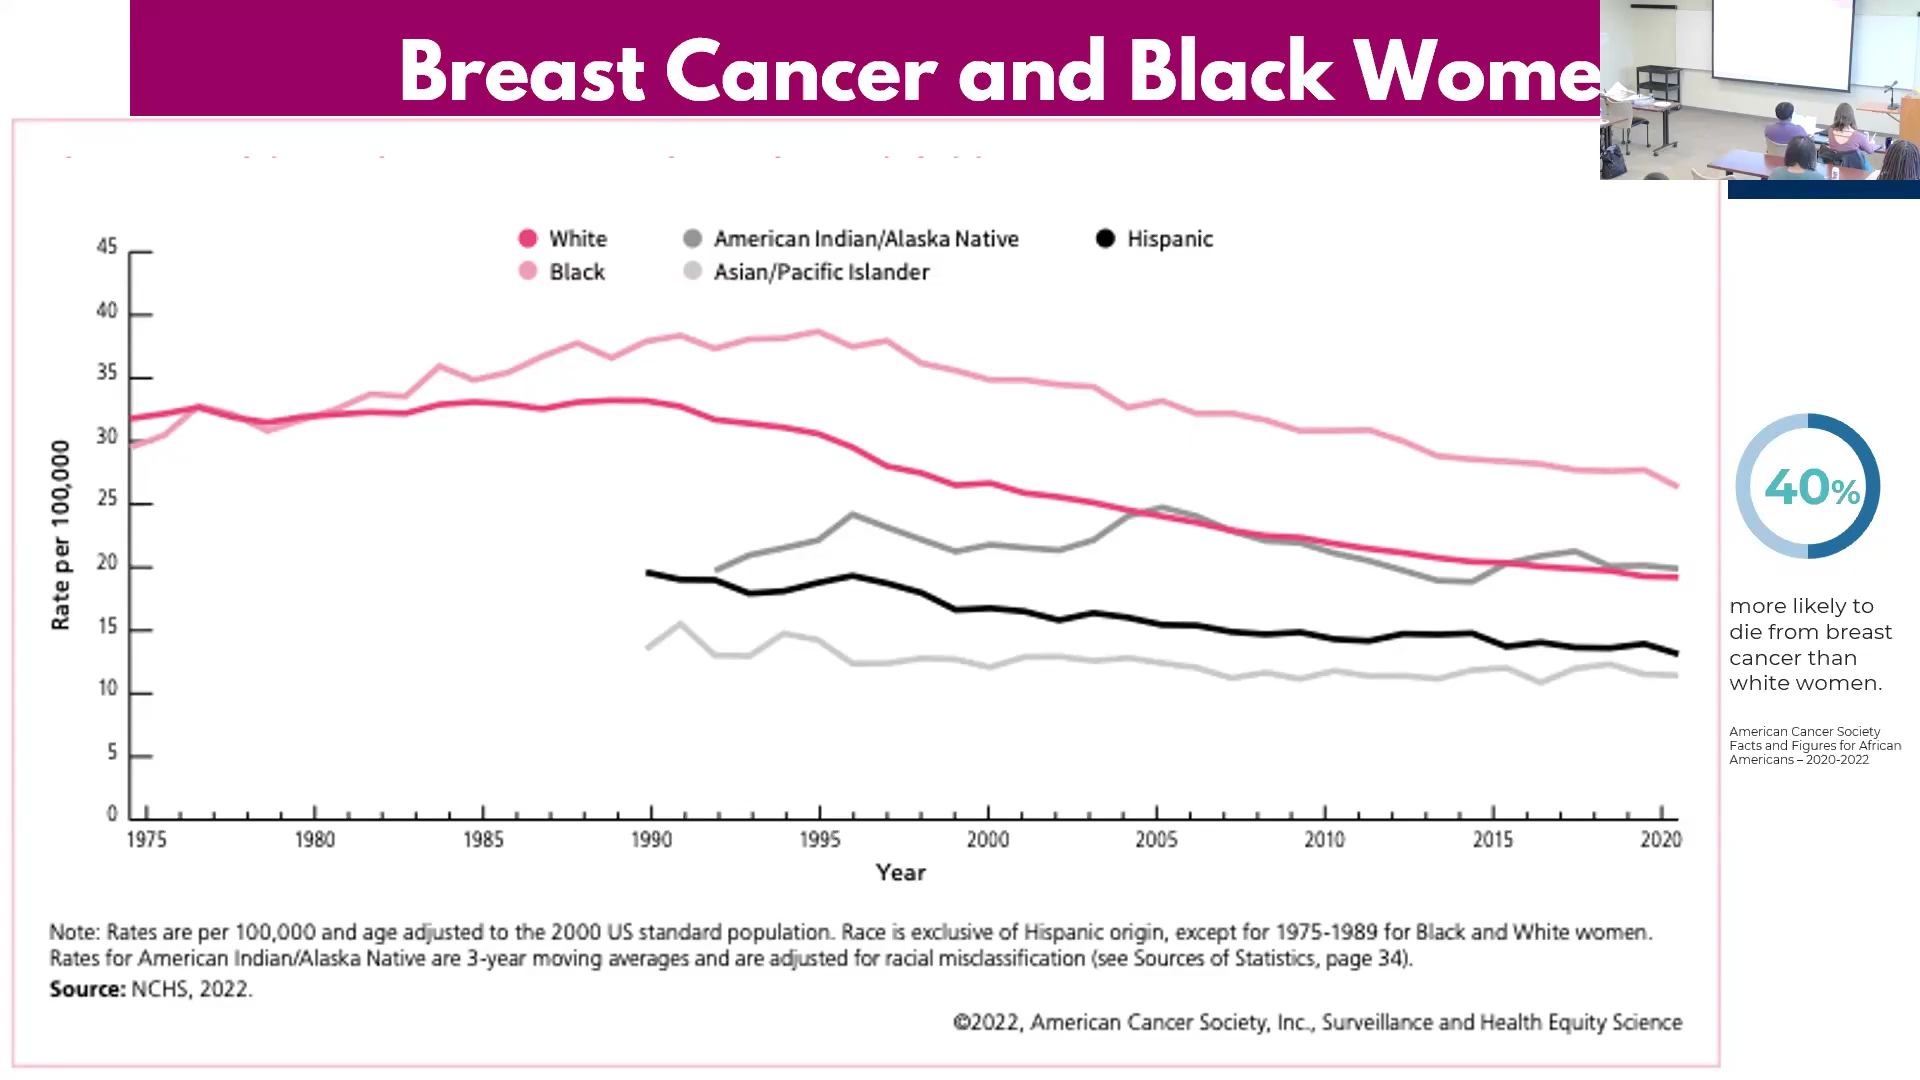 Breast Cancer and Black Wome
White
American Indian/Alaska Native
Hispanic
Black
Asian/Pacific Islander
45
40
35
30
25
20
15
10
5
0
Rate per 100,000
1975 1980 1985 1990 1995 2000 2005 2010 2015 2020
Year
Note: Rates are per 100,000 and age adjusted to the 2000 US standard population. Race is exclusive of Hispanic origin, except for 1975-1989 for Black and White women.
Rates for American Indian/Alaska Native are 3-year moving averages and are adjusted for racial misclassification (see Sources of Statistics, page 34).
Source: NCHS, 2022.
©2022, American Cancer Society, Inc., Surveillance and Health Equity Science
40%
more likely to
die from breast
cancer than
white women.
American Cancer Society
Facts and Figures for African
Americans – 2020-2022